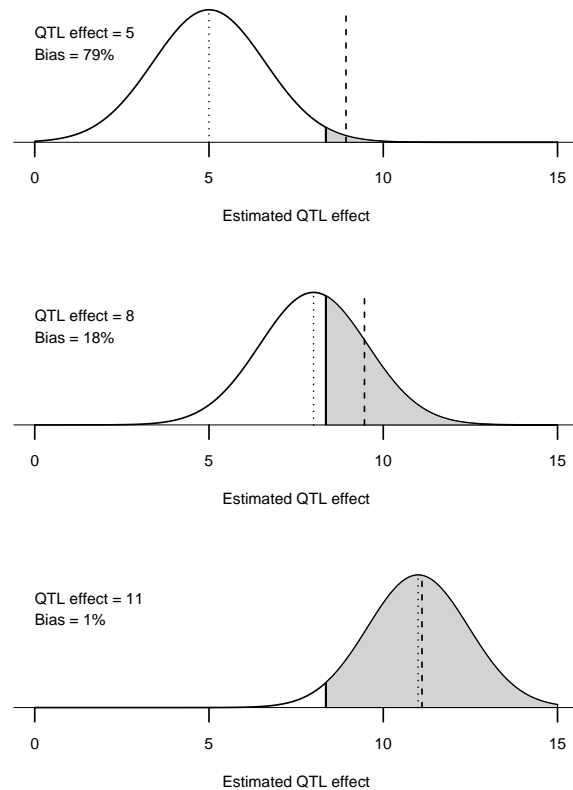 QTL effect = 5
Bias = 79%
0 5 10 15
Estimated QTL effect
QTL effect = 8
Bias = 18%
0 5 10 15
Estimated QTL effect
QTL effect = 11
Bias = 1%
0 5 10 15
Estimated QTL effect